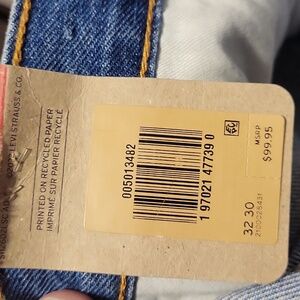 ©2022 LEVI STRAUSS & CO.
PRINTED ON RECYCLED PAPER
IMPRIMÉ SUR PAPIER RECYCLÉ
005013482
1 97021 47739 0
MSRP
$99.95
32 30